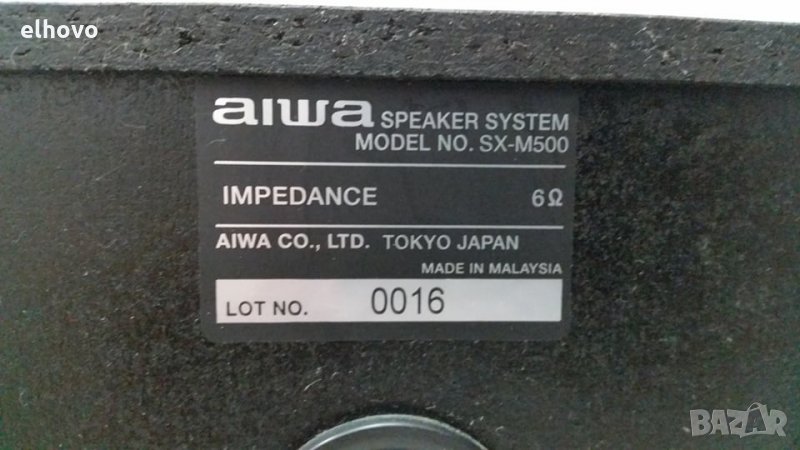 elhovo
aiwa SPEAKER SYSTEM
MODEL NO. SX-M500
IMPEDANCE 6Ω
AIWA CO., LTD. TOKYO JAPAN
MADE IN MALAYSIA
LOT NO. 0016
BAZAR